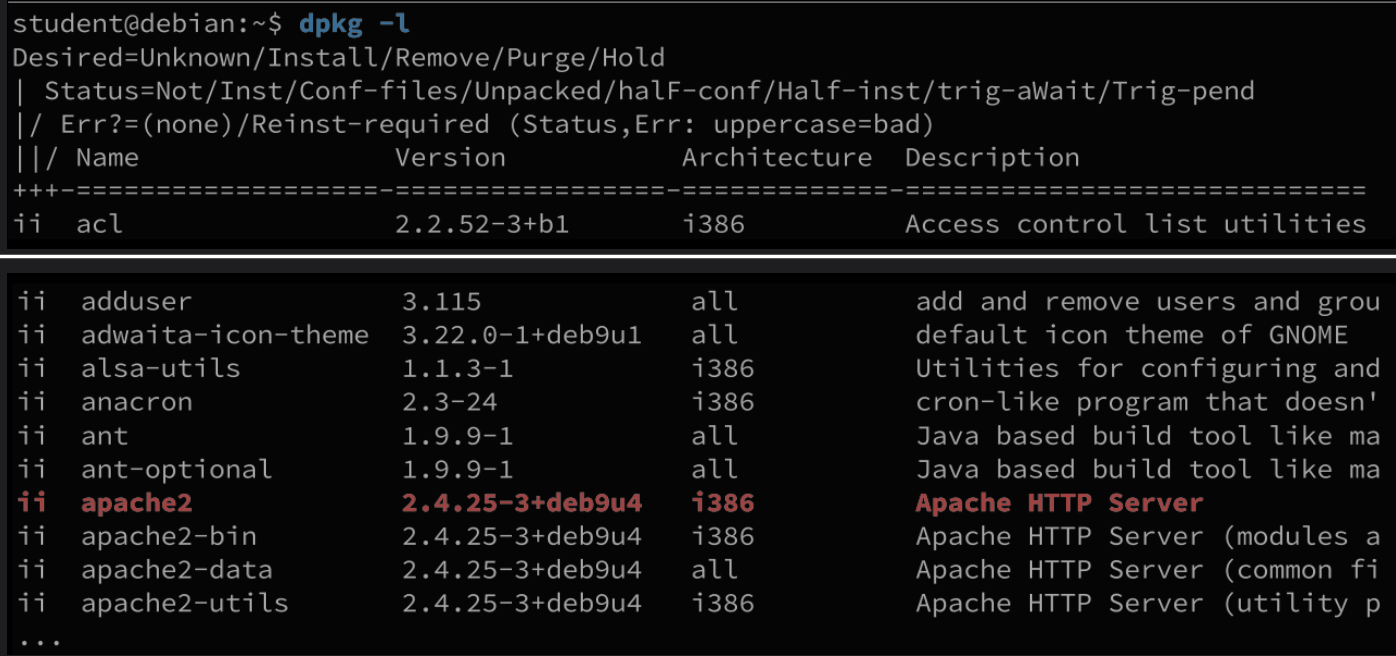 student@debian:~$ dpkg -l
Desired=Unknown/Install/Remove/Purge/Hold
| Status=Not/Inst/Conf-files/Unpacked/halF-conf/Half-inst/trig-aWait/Trig-pend
|/ Err?=(none)/Reinst-required (Status,Err: uppercase=bad)
||/ Name                Version           Architecture  Description
+++-===================-=================-=============-=============================
ii  acl                 2.2.52-3+b1       i386          Access control list utilities
ii  adduser             3.115             all           add and remove users and grou
ii  adwaita-icon-theme  3.22.0-1+deb9u1   all           default icon theme of GNOME
ii  alsa-utils          1.1.3-1           i386          Utilities for configuring and
ii  anacron             2.3-24            i386          cron-like program that doesn'
ii  ant                 1.9.9-1           all           Java based build tool like ma
ii  ant-optional        1.9.9-1           all           Java based build tool like ma
ii  apache2             2.4.25-3+deb9u4   i386          Apache HTTP Server
ii  apache2-bin         2.4.25-3+deb9u4   i386          Apache HTTP Server (modules a
ii  apache2-data        2.4.25-3+deb9u4   all           Apache HTTP Server (common fi
ii  apache2-utils       2.4.25-3+deb9u4   i386          Apache HTTP Server (utility p
...